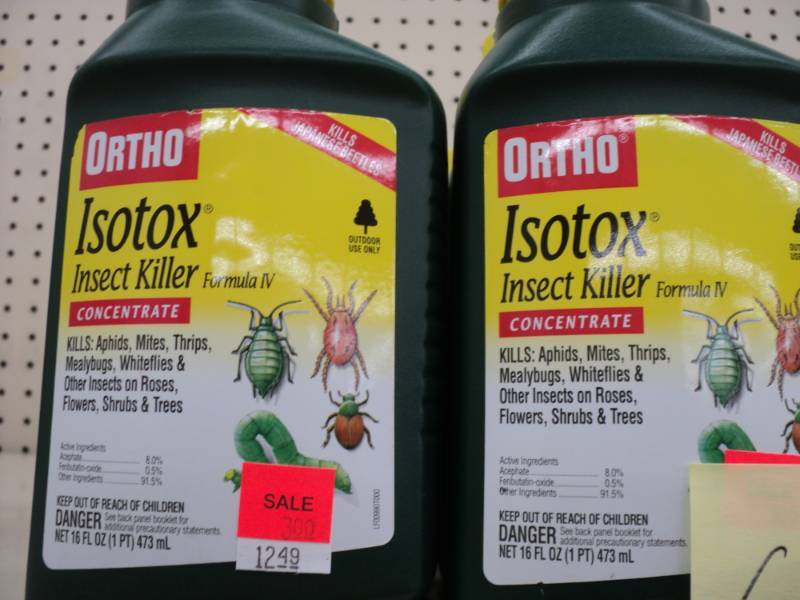 ORTHO
KILLS
JAPANESE BEETLES
Isotox®
OUTDOOR
USE ONLY
Insect Killer Formula IV
CONCENTRATE
KILLS: Aphids, Mites, Thrips,
Mealybugs, Whiteflies &
Other Insects on Roses,
Flowers, Shrubs & Trees
Active Ingredients
Acephate 8.0%
Fenbutatin-oxide 0.5%
Other Ingredients 91.5%
KEEP OUT OF REACH OF CHILDREN
DANGER See back panel booklet for
additional precautionary statements.
NET 16 FL OZ (1 PT) 473 mL
SALE
300
1249
ORTHO®
KILLS
JAPANESE BEETL
Isotox®
Insect Killer Formula IV
CONCENTRATE
KILLS: Aphids, Mites, Thrips,
Mealybugs, Whiteflies &
Other Insects on Roses,
Flowers, Shrubs & Trees
Active Ingredients
Acephate 8.0%
Fenbutatin-oxide 0.5%
Other Ingredients 91.5%
KEEP OUT OF REACH OF CHILDREN
DANGER See back panel booklet for
additional precautionary statements.
NET 16 FL OZ (1 PT) 473 mL